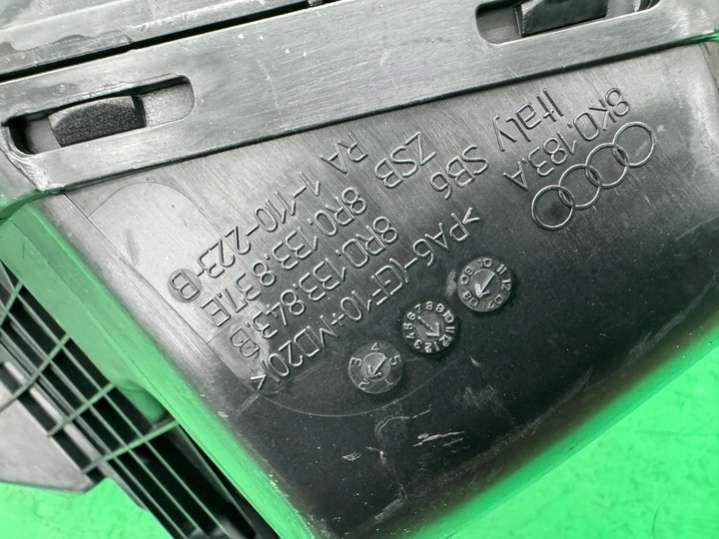 8K0.183.A
Italy >PA6-(GF10+MD20)<
SB6 8R0.133.843.B
ZSB 8R0.133.837.E
RA 1-110-223-B